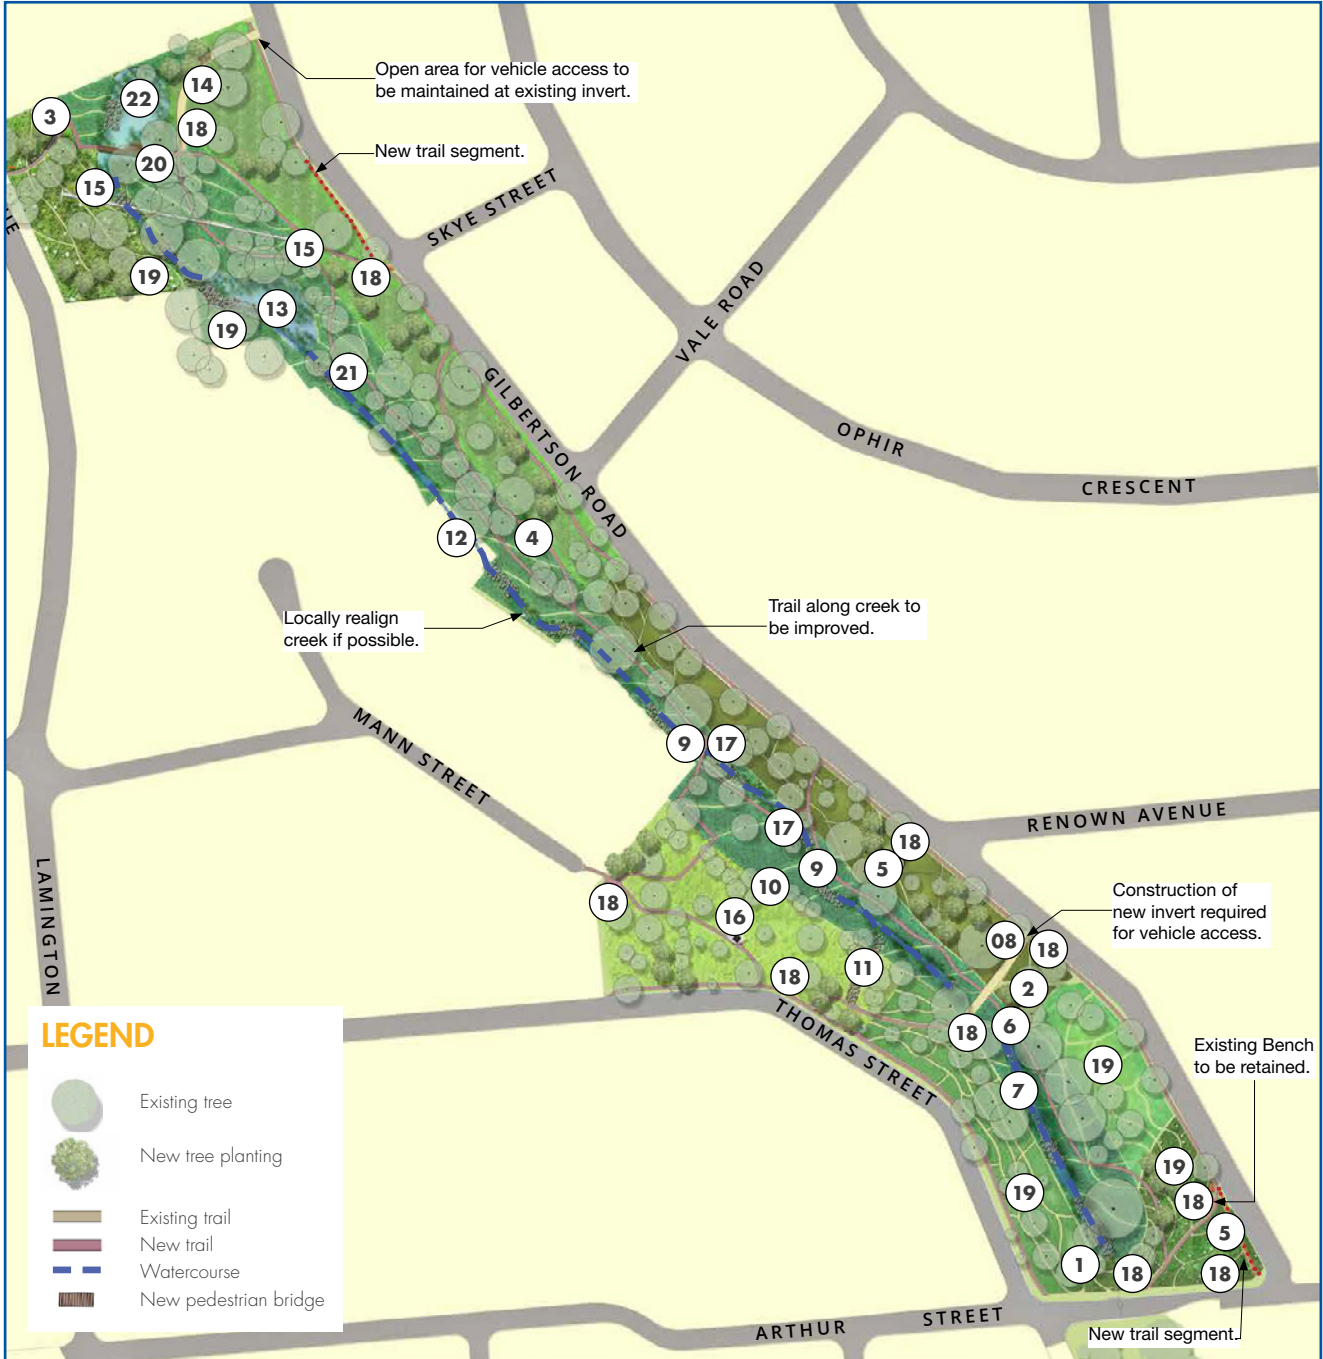 Open area for vehicle access to
be maintained at existing invert.
22
14
3
18
New trail segment.
20
15
SKYE STREET
15
18
19
13
VALE ROAD
19
21
GILBERTSON ROAD
OPHIR
CRESCENT
12
4
Locally realign
creek if possible.
Trail along creek to
be improved.
MANN STREET
9
17
RENOWN AVENUE
17
18
9
5
LAMINGTON
10
Construction of
new invert required
for vehicle access.
18
16
08
18
11
18
2
THOMAS STREET
18
6
Existing Bench
to be retained.
19
7
19
18
19
5
1
18
18
ARTHUR STREET
New trail segment.
LEGEND
Existing tree
New tree planting
Existing trail
New trail
Watercourse
New pedestrian bridge